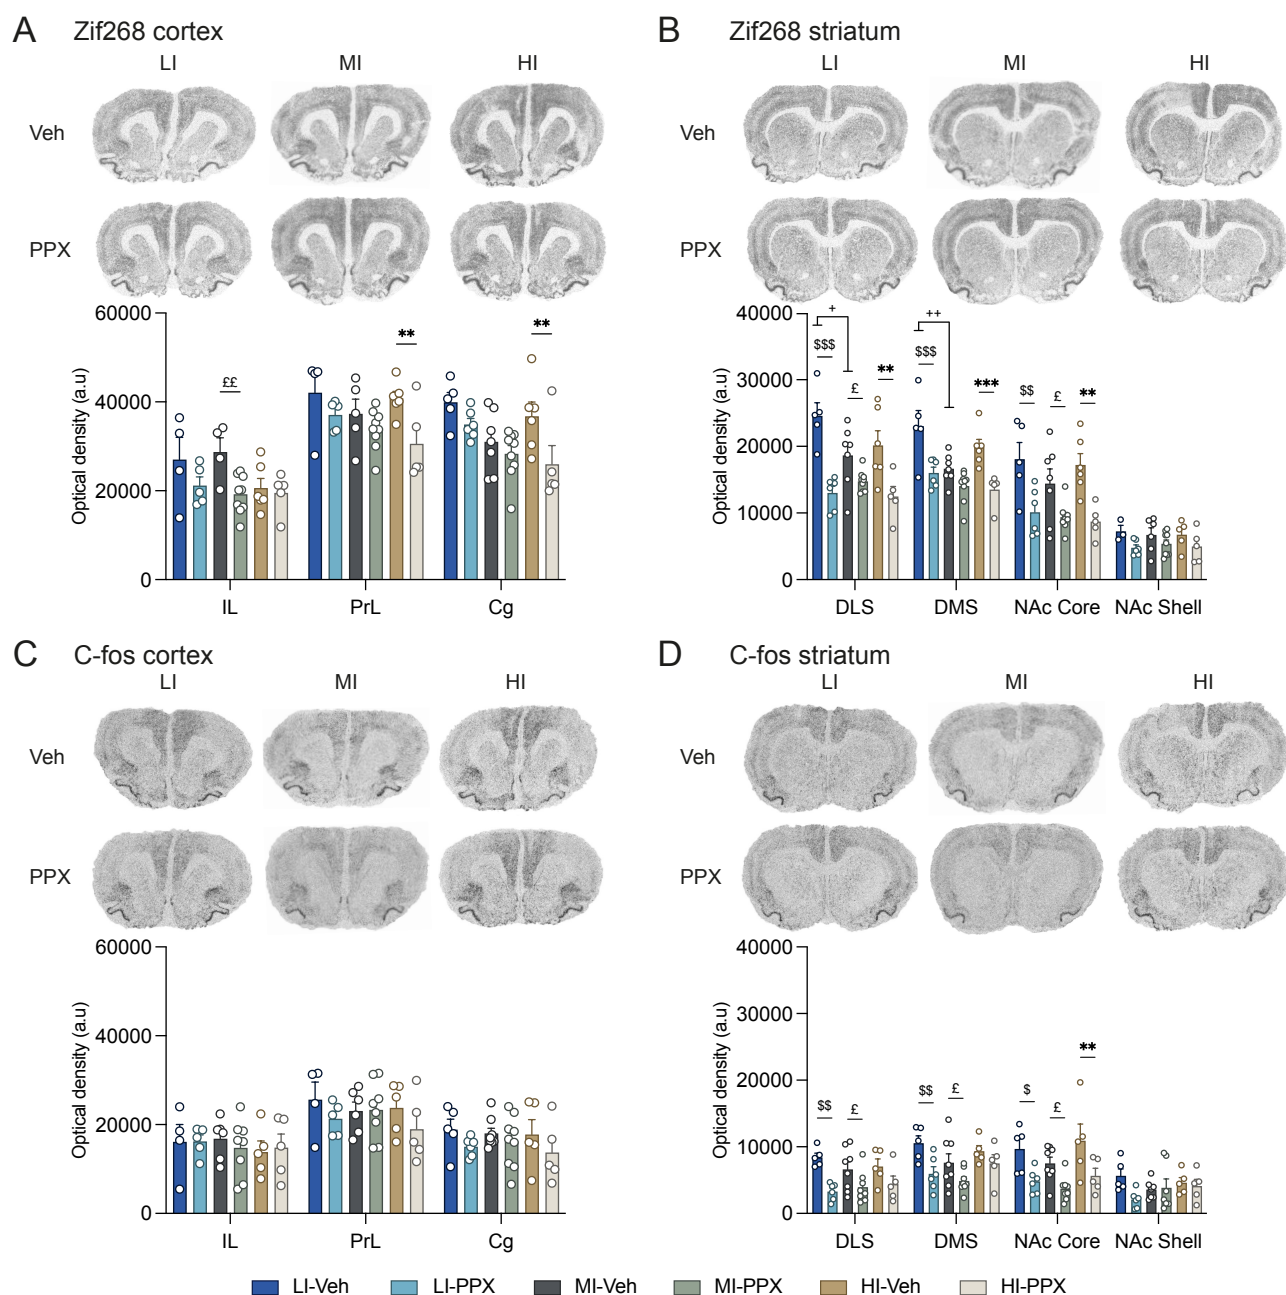 A Zif268 cortex
LI MI HI
Veh
PPX
60000
40000
20000
0
Optical density (a.u)
££
**
**
IL PrL Cg
B Zif268 striatum
LI MI HI
Veh
PPX
40000
30000
20000
10000
0
Optical density (a.u)
+
$$$
£
**
++
$$$
***
$$
£
**
DLS DMS NAc Core NAc Shell
C C-fos cortex
LI MI HI
Veh
PPX
60000
40000
20000
0
Optical density (a.u)
IL PrL Cg
D C-fos striatum
LI MI HI
Veh
PPX
40000
30000
20000
10000
0
Optical density (a.u)
$$
£
$$
£
$
£
**
DLS DMS NAc Core NAc Shell
LI-Veh LI-PPX MI-Veh MI-PPX HI-Veh HI-PPX